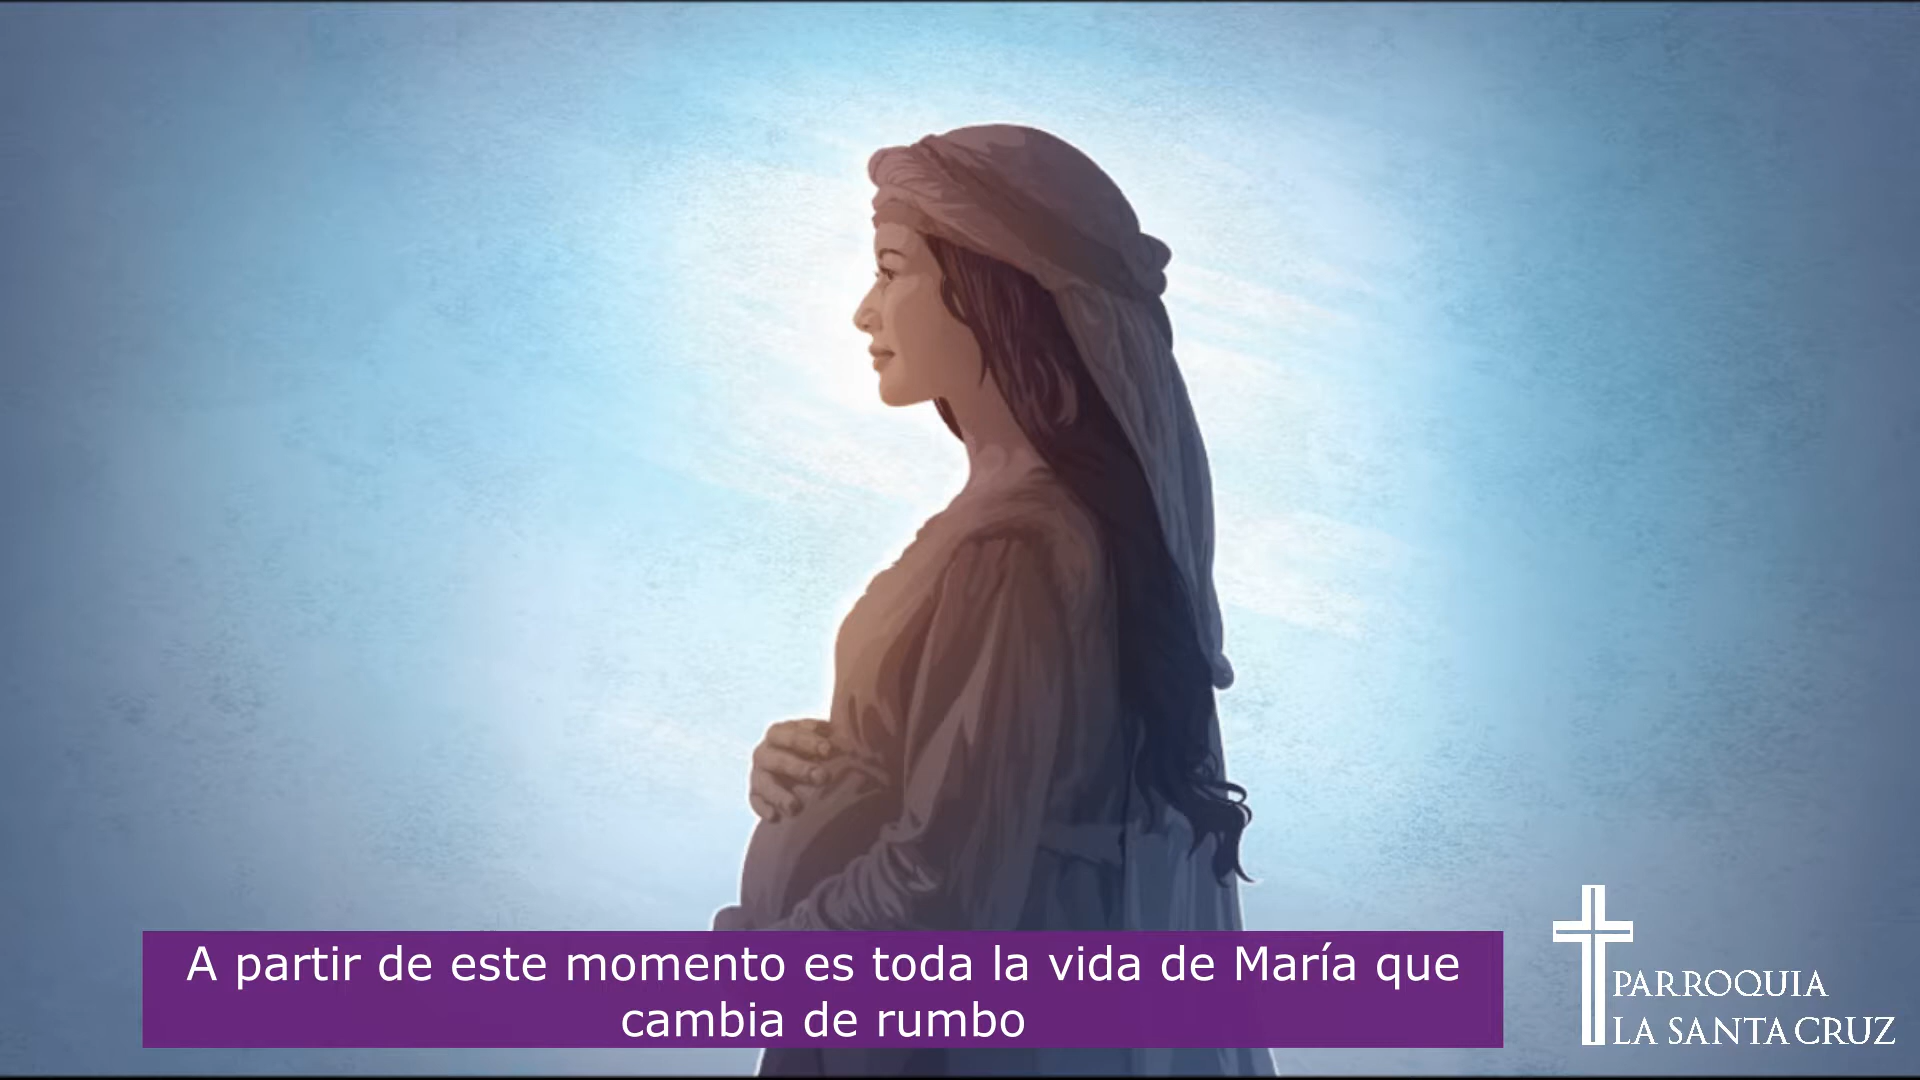 A partir de este momento es toda la vida de María que
cambia de rumbo
PARROQUIA
LA SANTA CRUZ